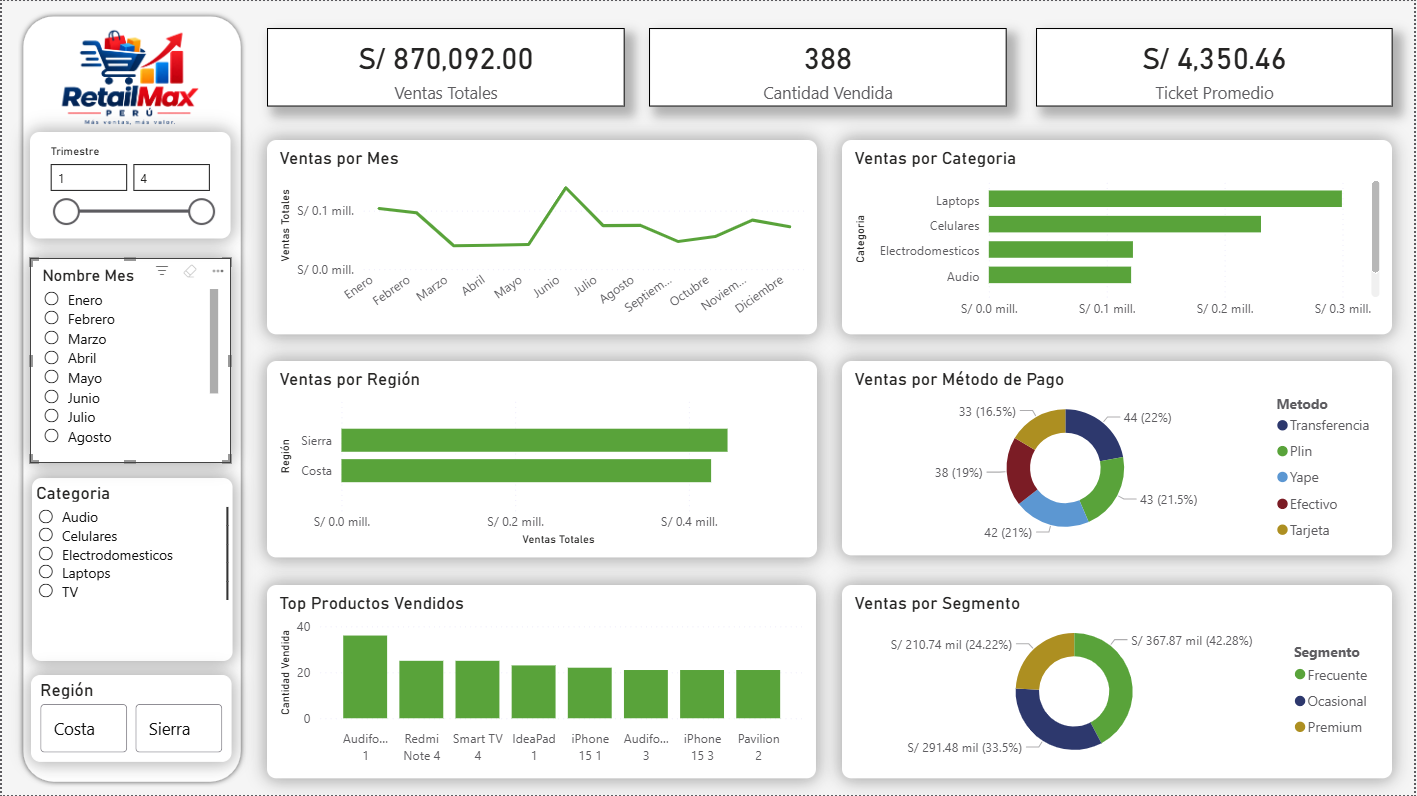 RetailMax
PERÚ
Más ventas, más valor.
Trimestre
1 4
Nombre Mes
Enero
Febrero
Marzo
Abril
Mayo
Junio
Julio
Agosto
Categoria
Audio
Celulares
Electrodomesticos
Laptops
TV
Región
Costa Sierra
S/ 870,092.00
Ventas Totales
388
Cantidad Vendida
S/ 4,350.46
Ticket Promedio
Ventas por Mes
Ventas Totales
S/ 0.1 mill.
S/ 0.0 mill.
Enero Febrero Marzo Abril Mayo Junio Julio Agosto Septiem... Octubre Noviem... Diciembre
Ventas por Categoria
Categoria
Laptops
Celulares
Electrodomesticos
Audio
S/ 0.0 mill. S/ 0.1 mill. S/ 0.2 mill. S/ 0.3 mill.
Ventas por Región
Región
Sierra
Costa
S/ 0.0 mill. S/ 0.2 mill. S/ 0.4 mill.
Ventas Totales
Ventas por Método de Pago
33 (16.5%)
44 (22%)
38 (19%)
43 (21.5%)
42 (21%)
Metodo
Transferencia
Plin
Yape
Efectivo
Tarjeta
Top Productos Vendidos
Cantidad Vendida
40
20
0
Audifo... Redmi Smart TV IdeaPad iPhone Audifo... iPhone Pavilion
1 Note 4 4 1 15 1 3 15 3 2
Ventas por Segmento
S/ 210.74 mil (24.22%)
S/ 367.87 mil (42.28%)
S/ 291.48 mil (33.5%)
Segmento
Frecuente
Ocasional
Premium